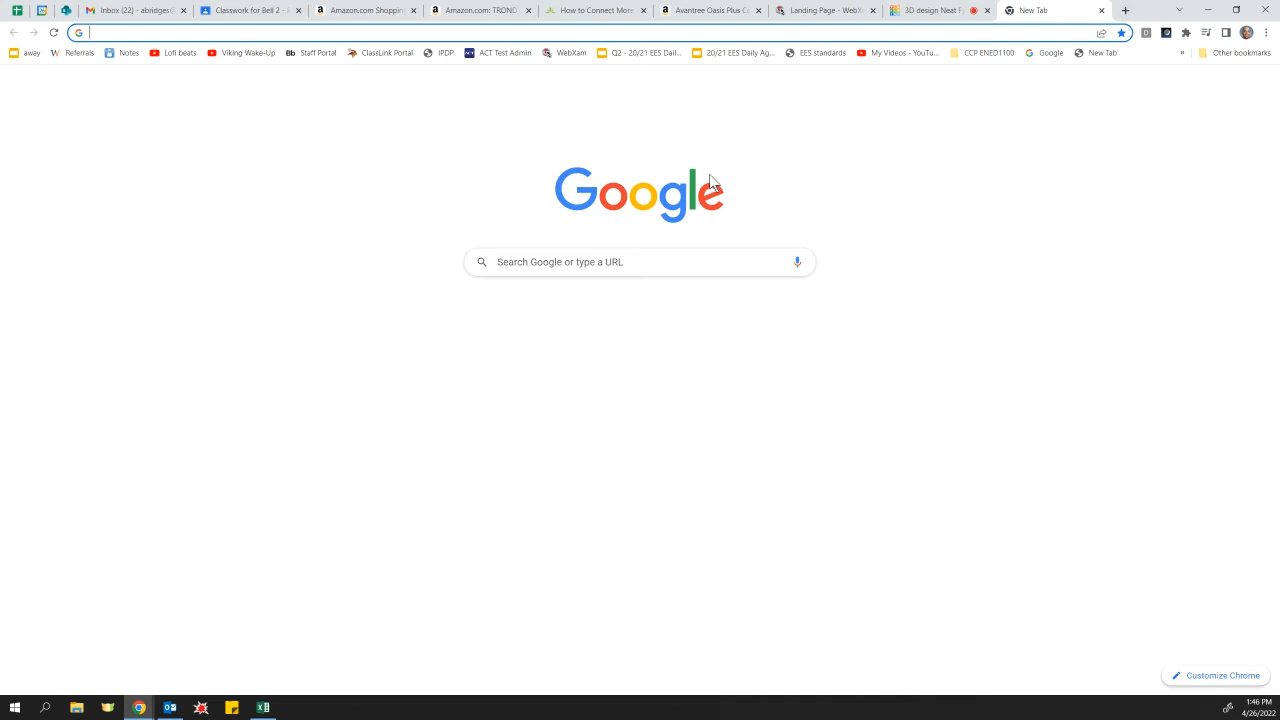 Inbox (22) - abridges@
Classwork for Bell 2 -
Amazon.com Shopping
Amazon.com: TROND
How to Connect More
Avantree Oasis Plus Ce
Landing Page - WebXa
3D design Neat Fy
New Tab
away
Referrals
Notes
Lofi beats
Viking Wake-Up
Bb Staff Portal
ClassLink Portal
IPDP
ACT Test Admin
WebXam
Q2 - 20/21 EES Dail...
20/21 EES Daily Ag...
EES standards
My Videos - YouTu...
CCP ENED1100
Google
New Tab
»
Other bookmarks
Google
Search Google or type a URL
Customize Chrome
1:46 PM
4/26/2022